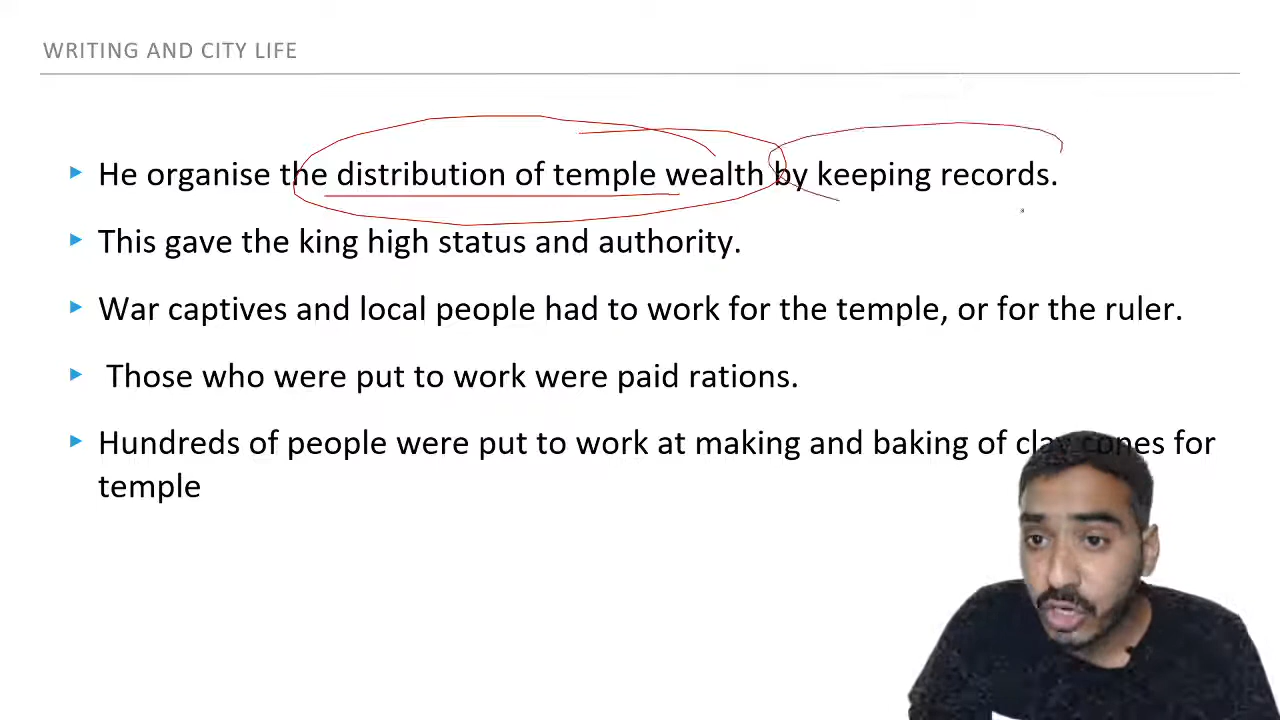 WRITING AND CITY LIFE
He organise the distribution of temple wealth by keeping records.
This gave the king high status and authority.
War captives and local people had to work for the temple, or for the ruler.
Those who were put to work were paid rations.
Hundreds of people were put to work at making and baking of clay cones for
temple